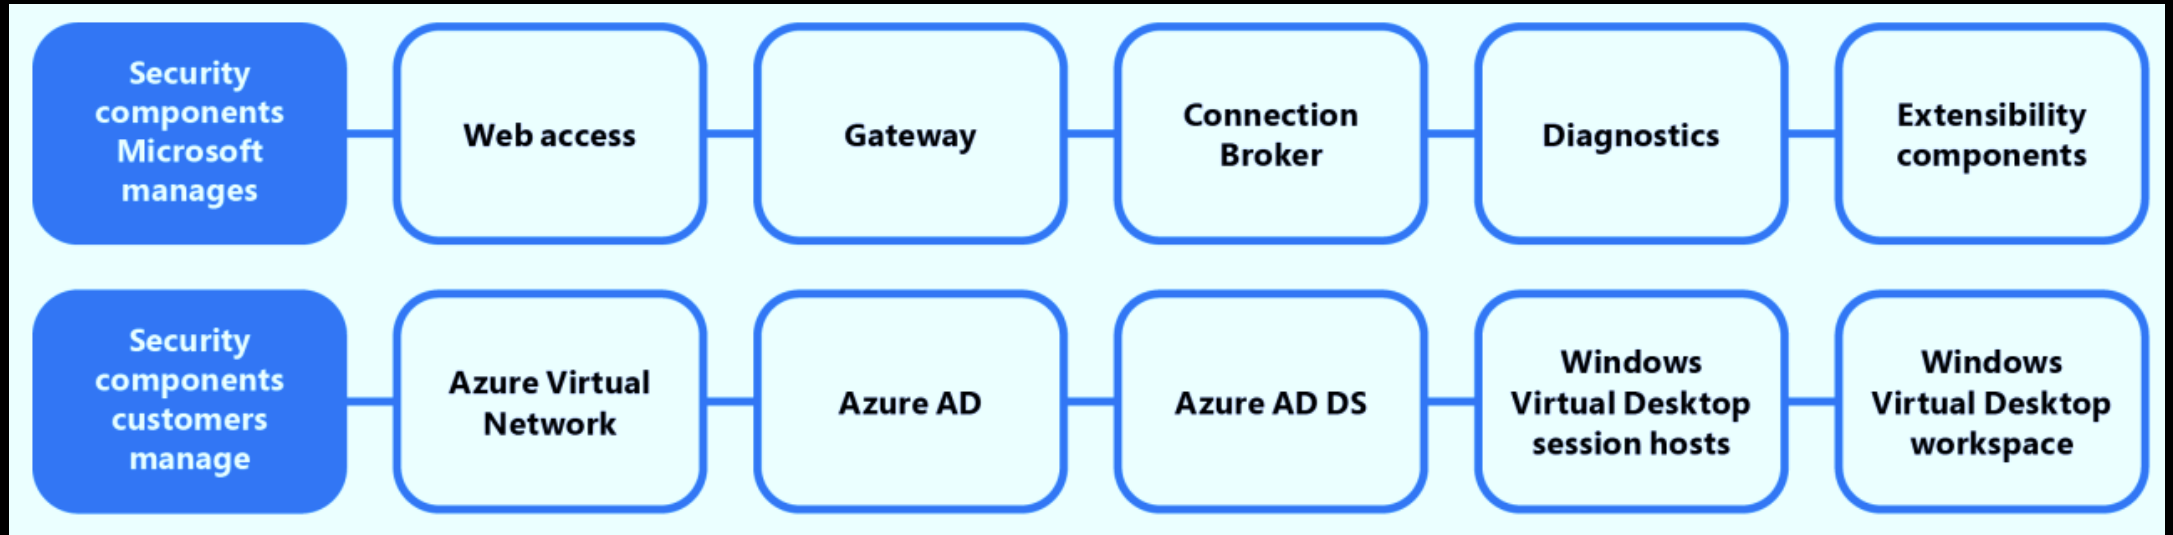 Security
components
Microsoft
manages
Web access
Gateway
Connection
Broker
Diagnostics
Extensibility
components
Security
components
customers
manage
Azure Virtual
Network
Azure AD
Azure AD DS
Windows
Virtual Desktop
session hosts
Windows
Virtual Desktop
workspace